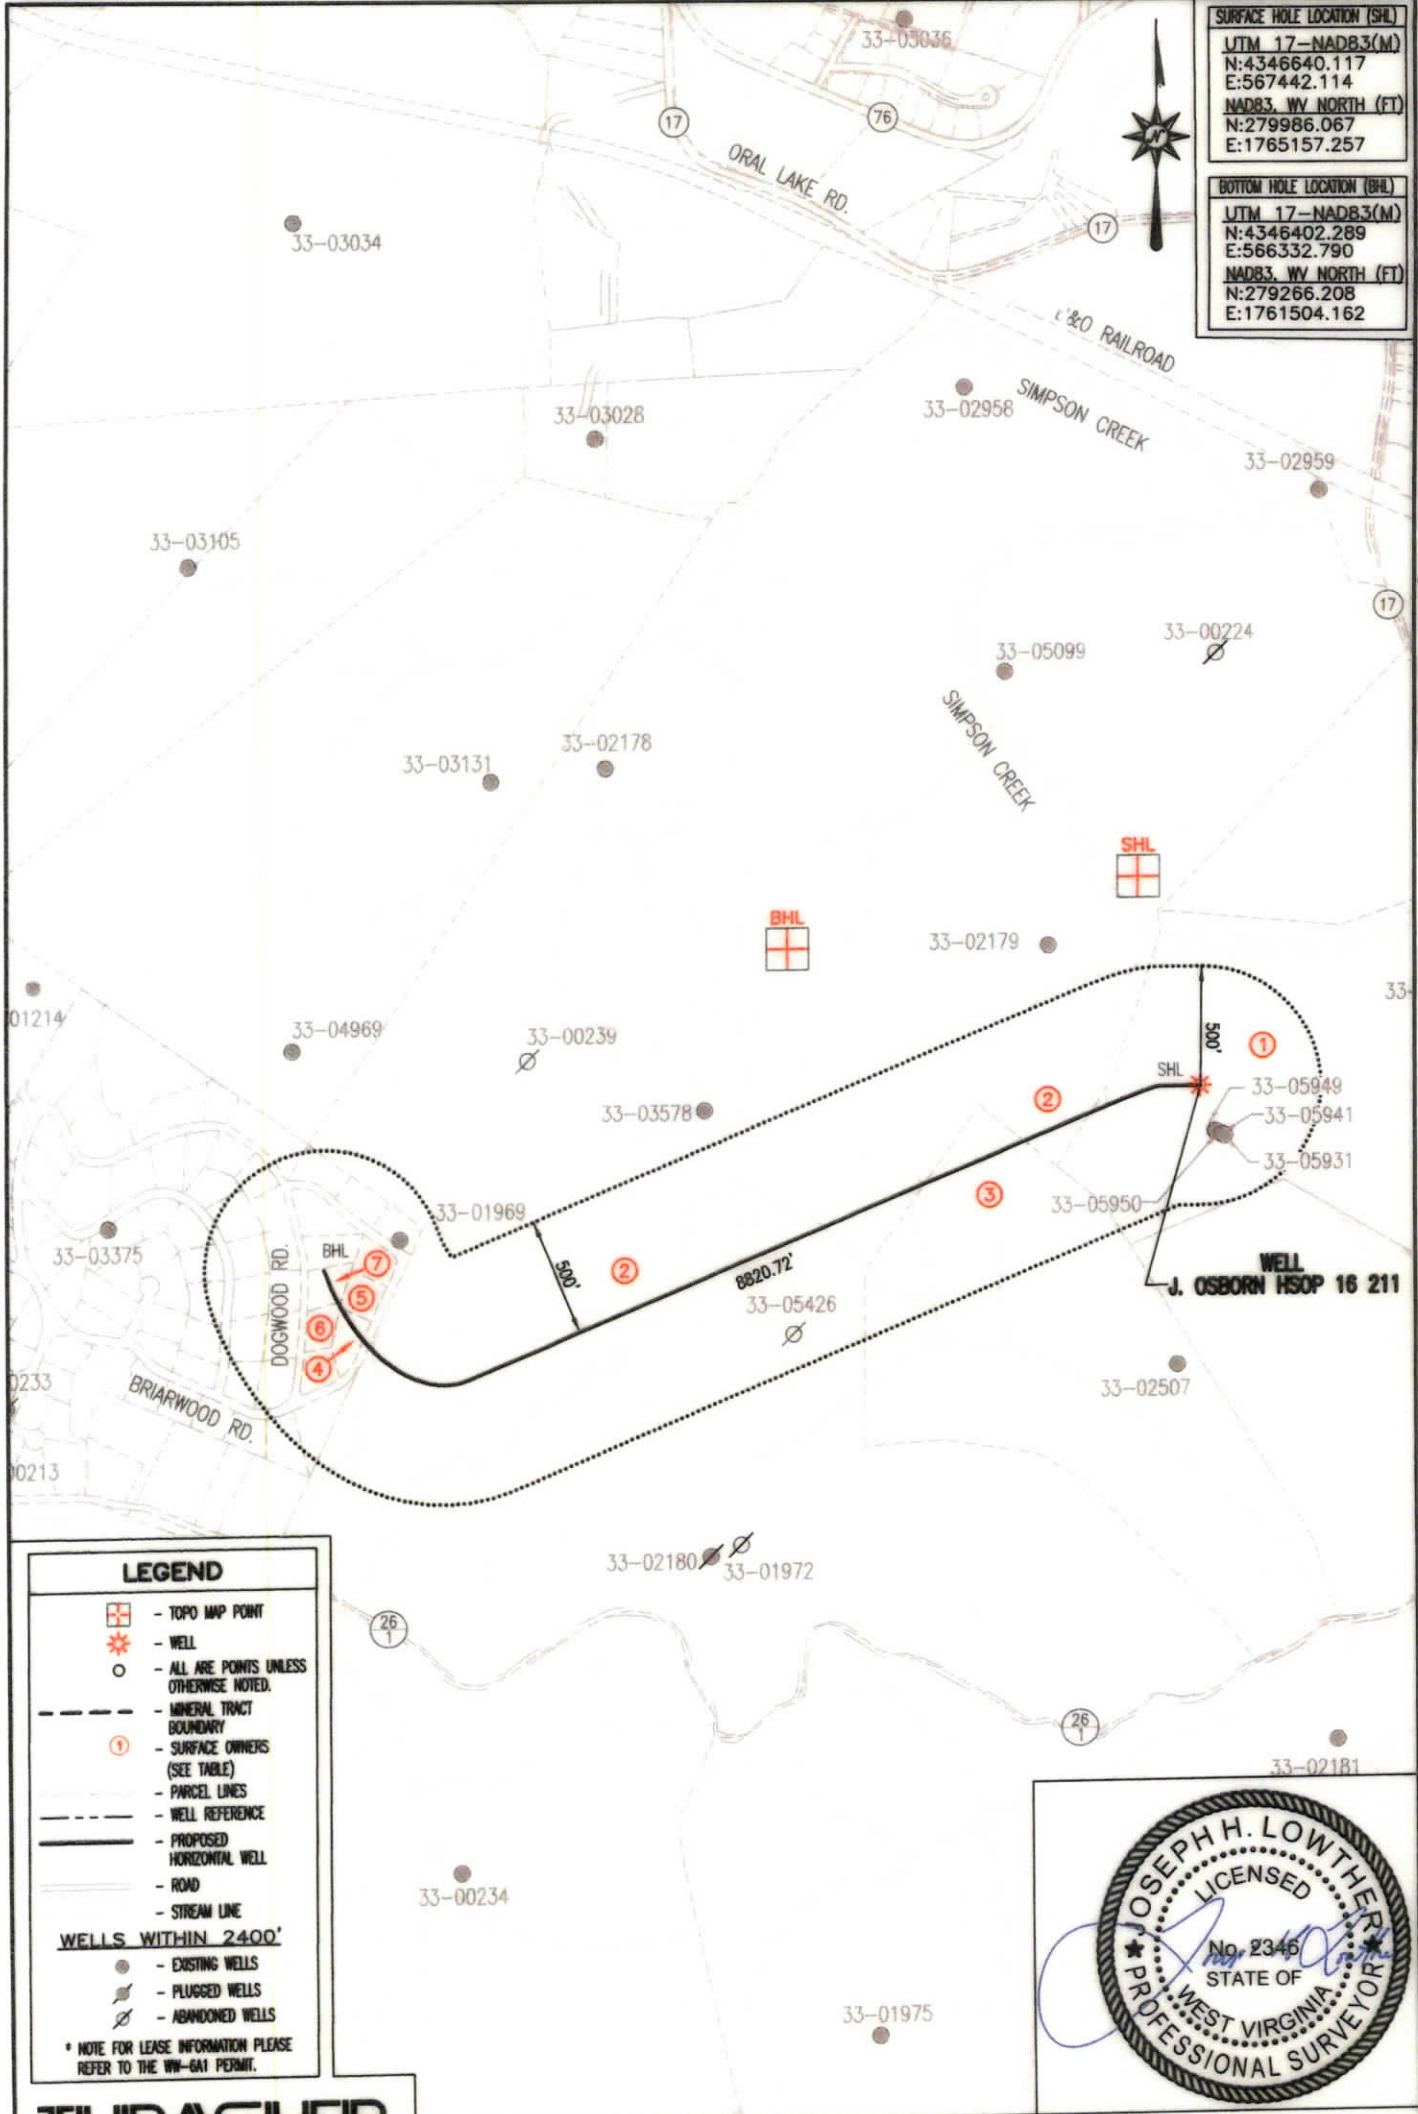 SURFACE HOLE LOCATION (SHL)
UTM 17-NAD83(M)
N:4346640.117
E:567442.114
NAD83, WV NORTH (FT)
N:279986.067
E:1765157.257
BOTTOM HOLE LOCATION (BHL)
UTM 17-NAD83(M)
N:4346402.289
E:566332.790
NAD83, WV NORTH (FT)
N:279266.208
E:1761504.162
33-03036
17
76
ORAL LAKE RD.
17
33-03034
RAILROAD
33-03028
33-02958
SIMPSON CREEK
33-02959
33-03105
17
33-00224
33-05099
SIMPSON CREEK
33-02178
33-03131
SHL
BHL
33-02179
01214
33-
33-04969
33-00239
500'
1
SHL
33-05949
2
33-03578
33-05941
33-05931
3
33-05950
33-01969
33-03375
BHL
DOGWOOD RD.
7
5
6
4
500'
2
8820.72'
33-05426
WELL
J. OSBORN HSOP 16 211
33-02507
0233
BRIARWOOD RD.
0213
33-02180
33-01972
26
1
26
1
33-02181
33-00234
33-01975
LEGEND
- TOPO MAP POINT
- WELL
- ALL ARE POINTS UNLESS
OTHERWISE NOTED.
- MINERAL TRACT
BOUNDARY
1 - SURFACE OWNERS
(SEE TABLE)
- PARCEL LINES
- WELL REFERENCE
- PROPOSED
HORIZONTAL WELL
- ROAD
- STREAM LINE
WELLS WITHIN 2400'
- EXISTING WELLS
- PLUGGED WELLS
- ABANDONED WELLS
* NOTE FOR LEASE INFORMATION PLEASE
REFER TO THE WW-6A1 PERMIT.
JOSEPH H. LOWTHER
LICENSED
No. 2346
STATE OF
WEST VIRGINIA
PROFESSIONAL SURVEYOR